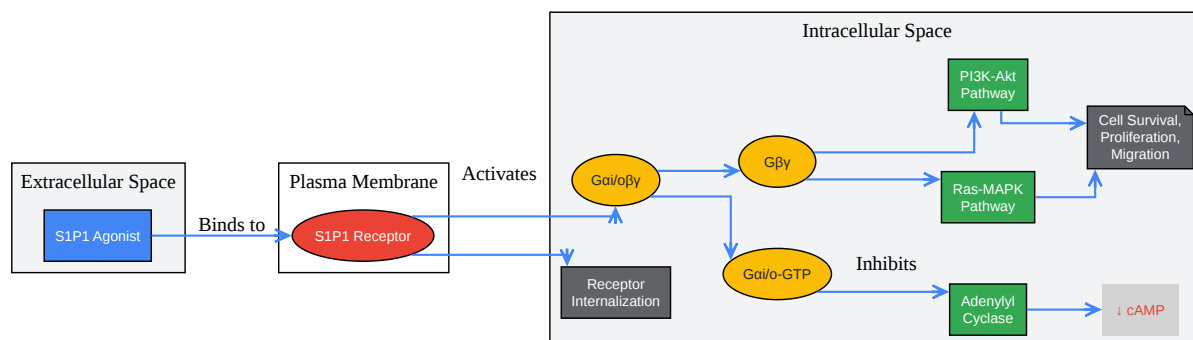 Intracellular Space
PI3K-Akt
Pathway
Cell Survival,
Proliferation,
Migration
Extracellular Space
Plasma Membrane
Activates
Gαi/oβγ
Gβγ
Ras-MAPK
Pathway
S1P1 Agonist
Binds to
S1P1 Receptor
Receptor
Internalization
Gαi/o-GTP
Inhibits
Adenylyl
Cyclase
↓ cAMP